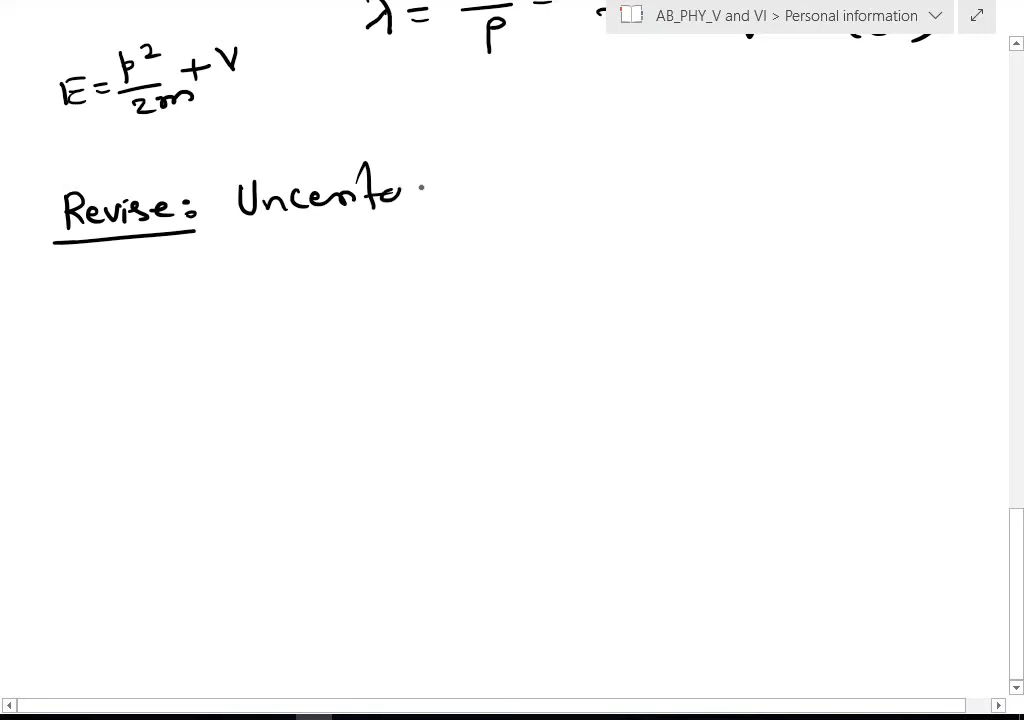 λ = — =
p
AB_PHY_V and VI > Personal information
E = p²/2m + V
Revise: Uncerta